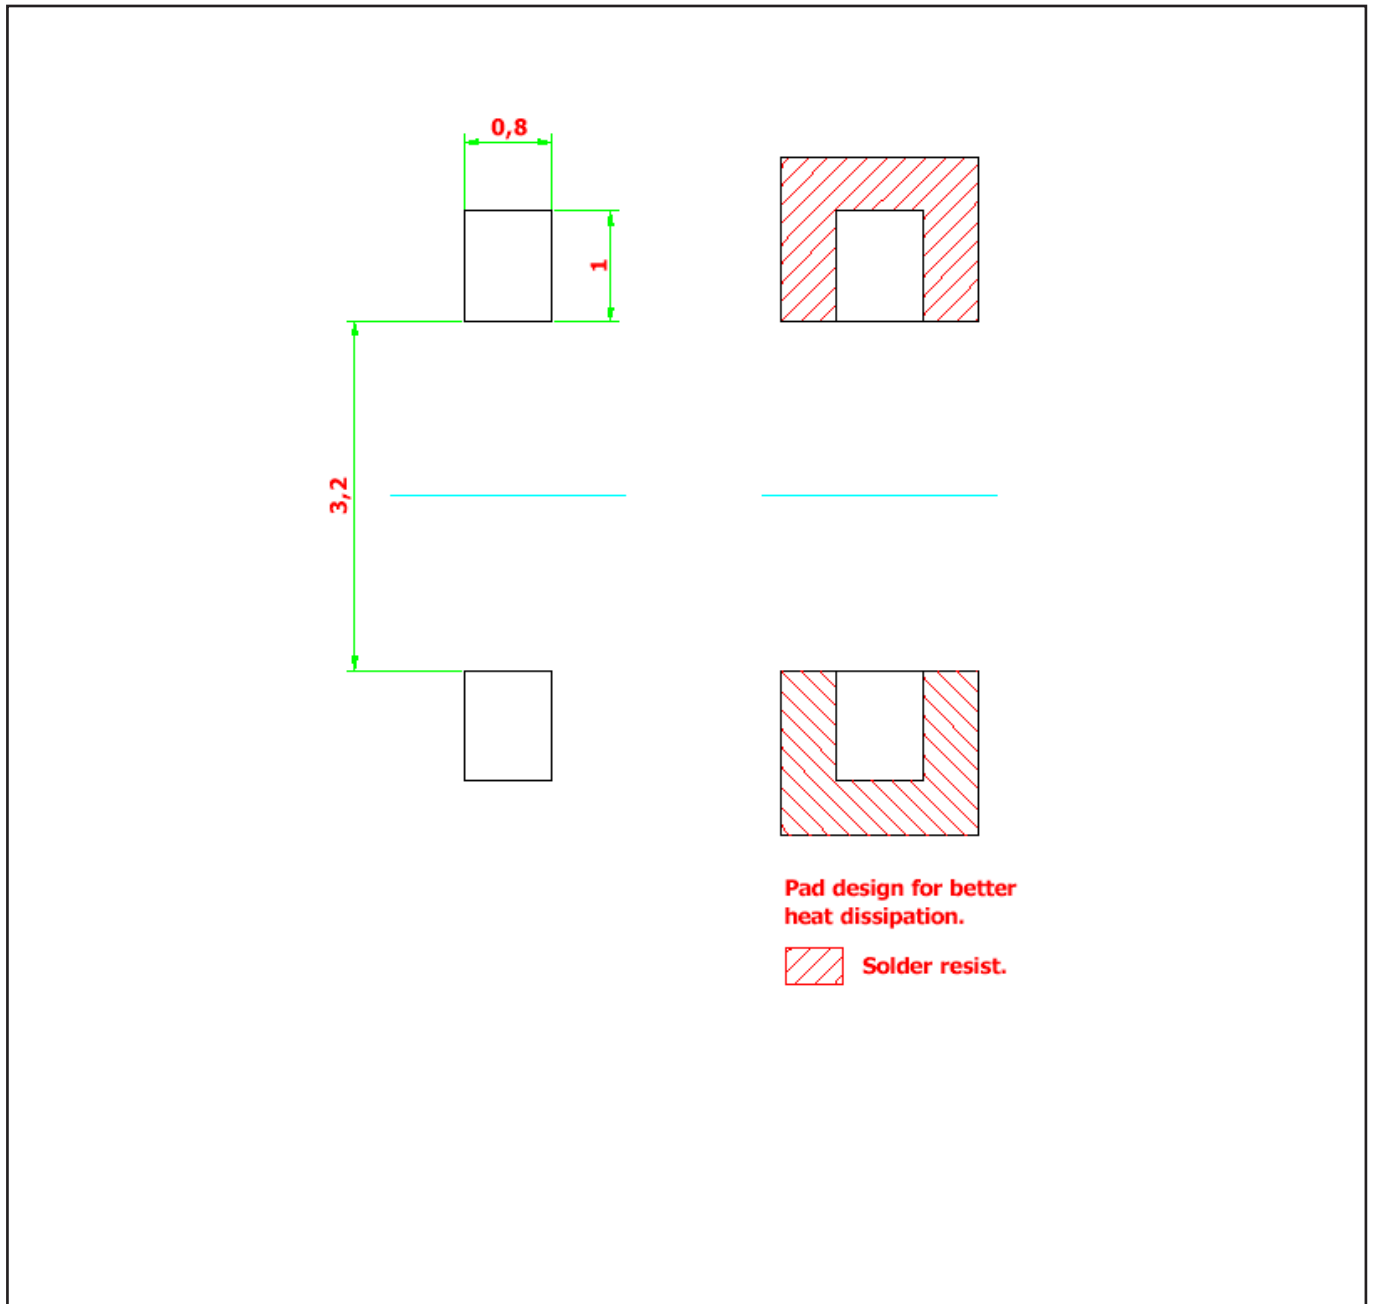 0,8
1
3,2
Pad design for better
heat dissipation.
Solder resist.